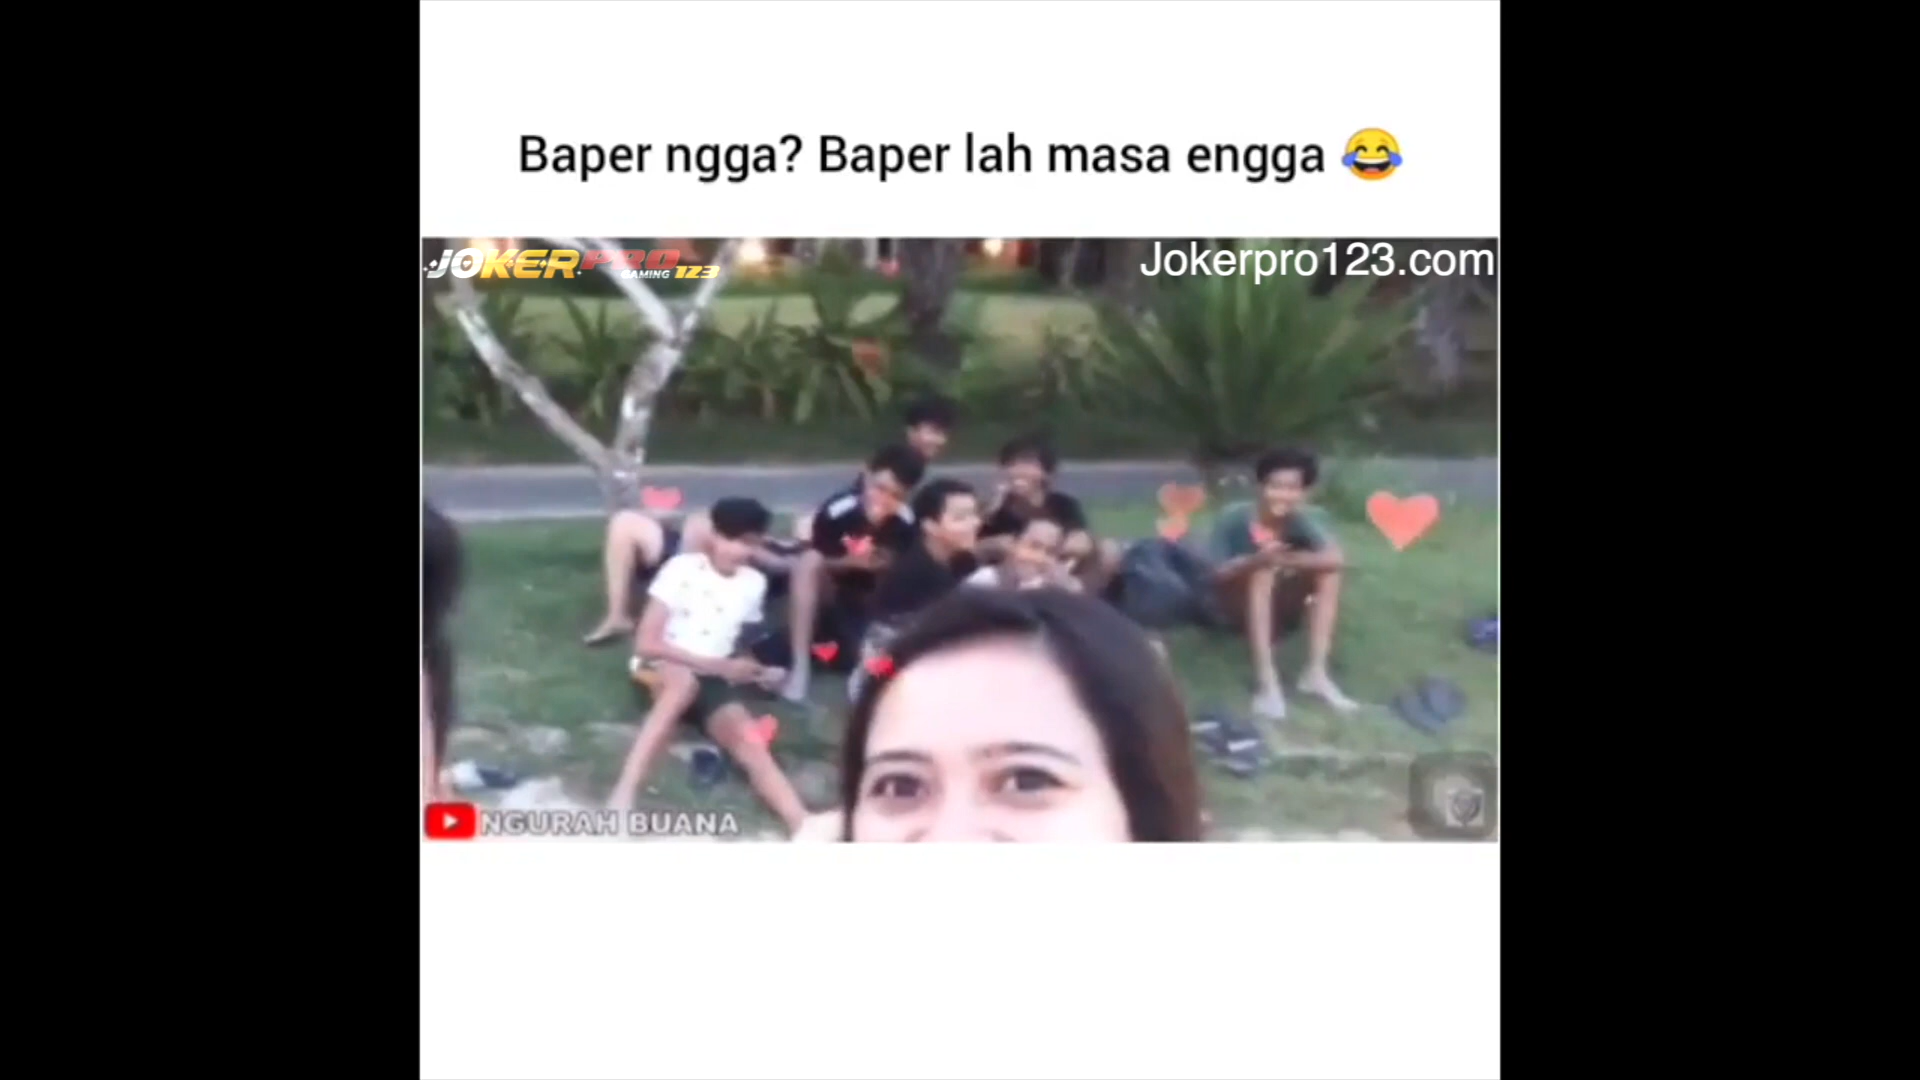 Baper ngga? Baper lah masa engga 😂
JOKERPRO
GAMING 123
Jokerpro123.com
NGURAH BUANA